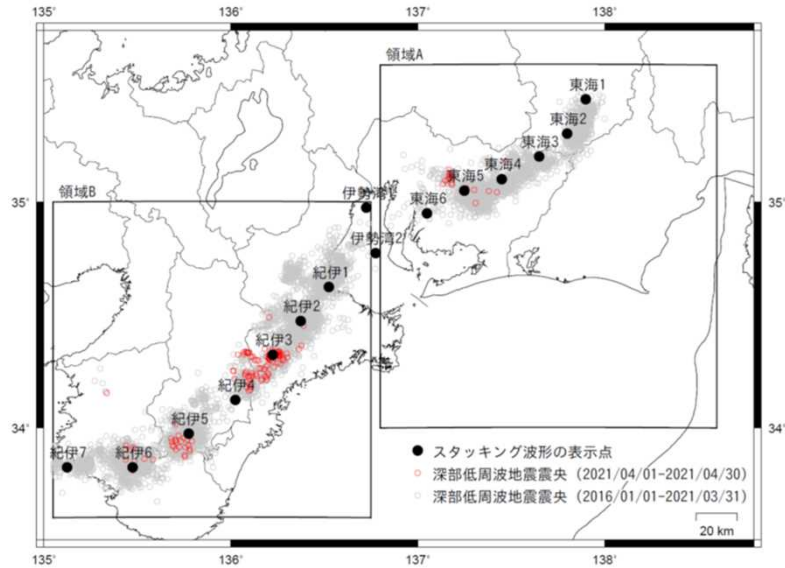 135°
136°
137°
138°
領域A
東海1
東海2
東海3
東海4
東海5
東海6
35°
35°
領域B
伊勢湾1
伊勢湾2
紀伊1
紀伊2
紀伊3
紀伊4
紀伊5
紀伊6
紀伊7
34°
34°
スタッキング波形の表示点
深部低周波地震震央 (2021/04/01-2021/04/30)
深部低周波地震震央 (2016/01/01-2021/03/31)
20 km
135°
136°
137°
138°